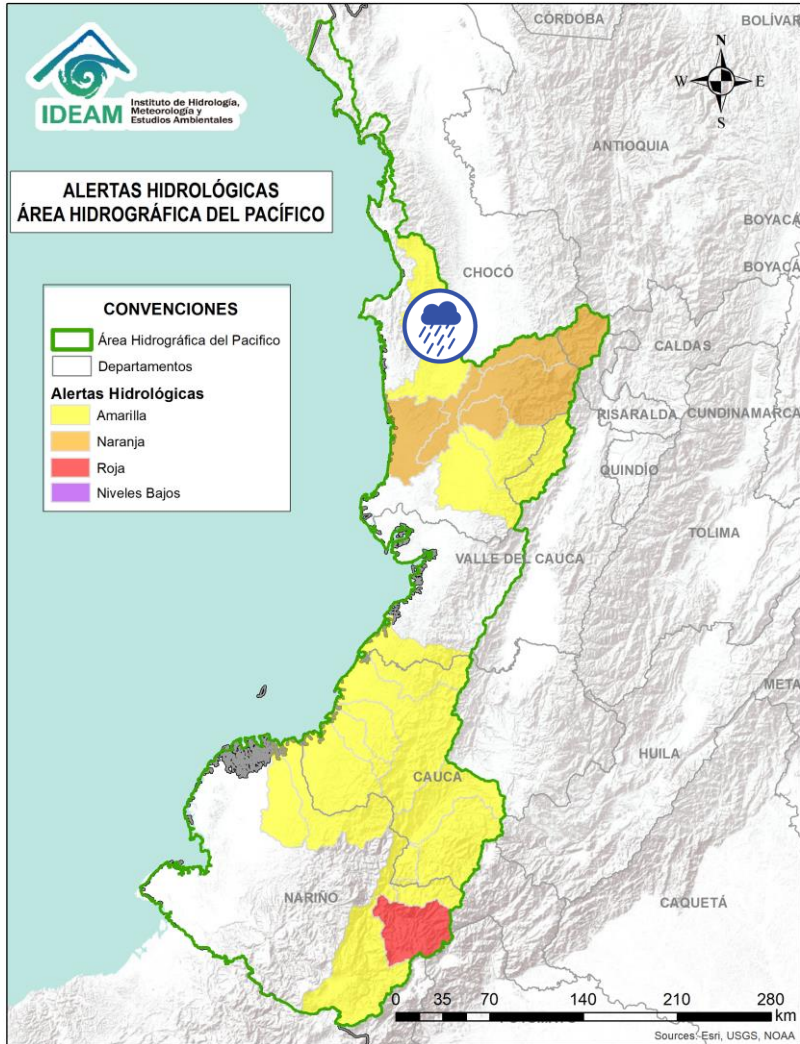 IDEAM
Instituto de Hidrología,
Meteorología y
Estudios Ambientales
ALERTAS HIDROLÓGICAS
ÁREA HIDROGRÁFICA DEL PACÍFICO
CONVENCIONES
Área Hidrográfica del Pacifico
Departamentos
Alertas Hidrológicas
Amarilla
Naranja
Roja
Niveles Bajos
CÓRDOBA
BOLÍVAR
N
W E
S
ANTIOQUIA
BOYACÁ
CHOCÓ
BOYACÁ
CALDAS
RISARALDA
CUNDINAMARCA
QUINDÍO
TOLIMA
VALLE DEL CAUCA
META
HUILA
CAUCA
NARIÑO
CAQUETÁ
0 35 70 140 210 280
km
Sources: Esri, USGS, NOAA